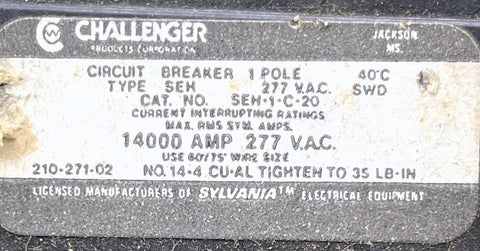 CHALLENGER
PRODUCTS CORPORATION
JACKSON
MS.
CIRCUIT BREAKER 1 POLE 40°C
TYPE SEH 277 V.A.C. SWD
CAT. NO. SEH-1-C-20
CURRENT INTERRUPTING RATINGS
MAX. RMS SYM. AMPS.
14000 AMP 277 V.A.C.
USE 60/75° WIRE SIZE
210-271-02 NO. 14-4 CU-AL TIGHTEN TO 35 LB-IN
LICENSED MANUFACTURERS OF SYLVANIA™ ELECTRICAL EQUIPMENT